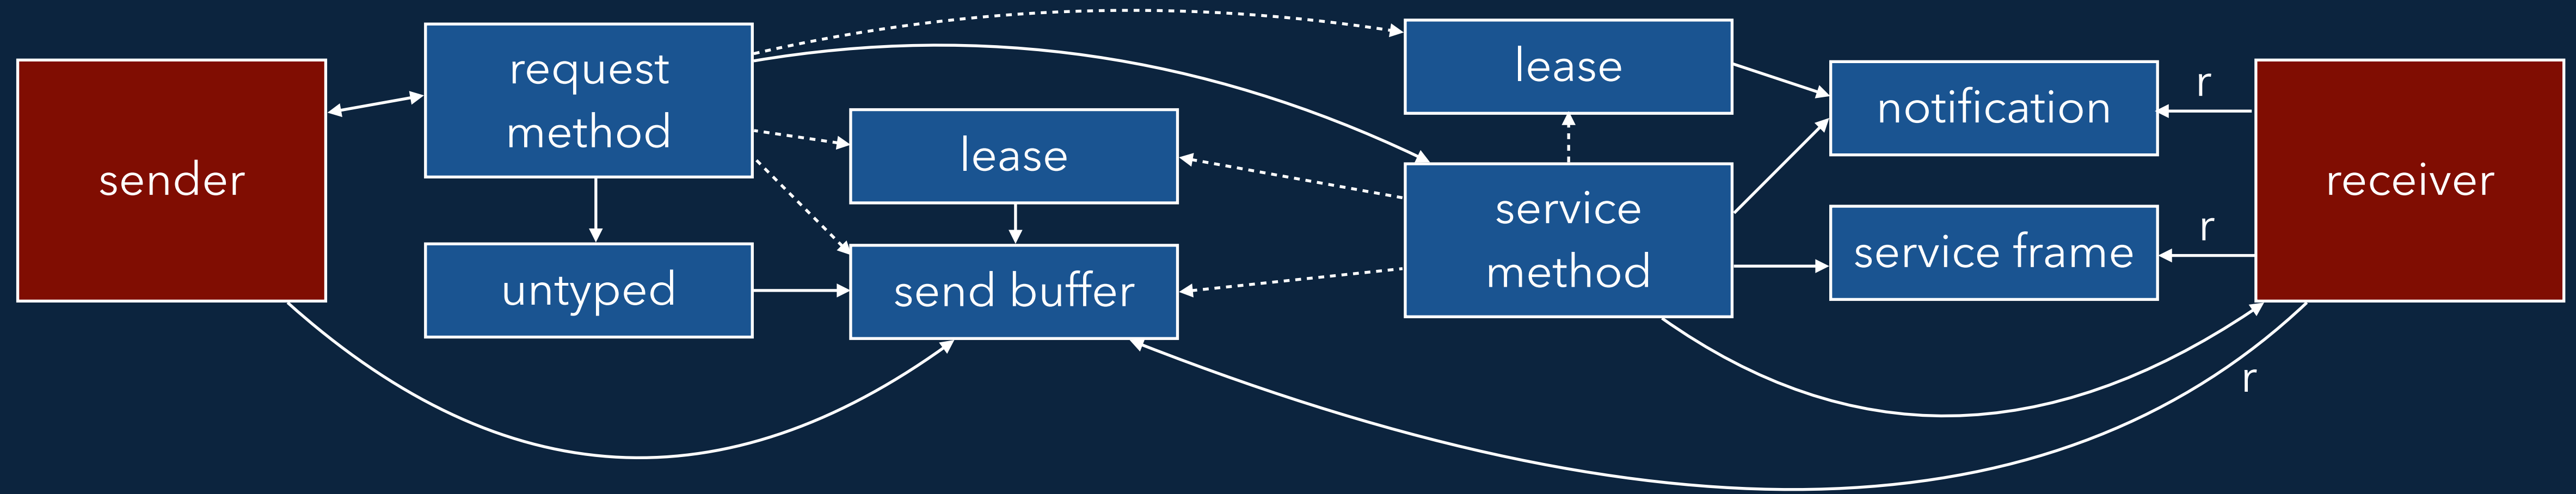 sender
request
method
untyped
lease
send buffer
lease
service
method
notification
service frame
r
r
r
receiver